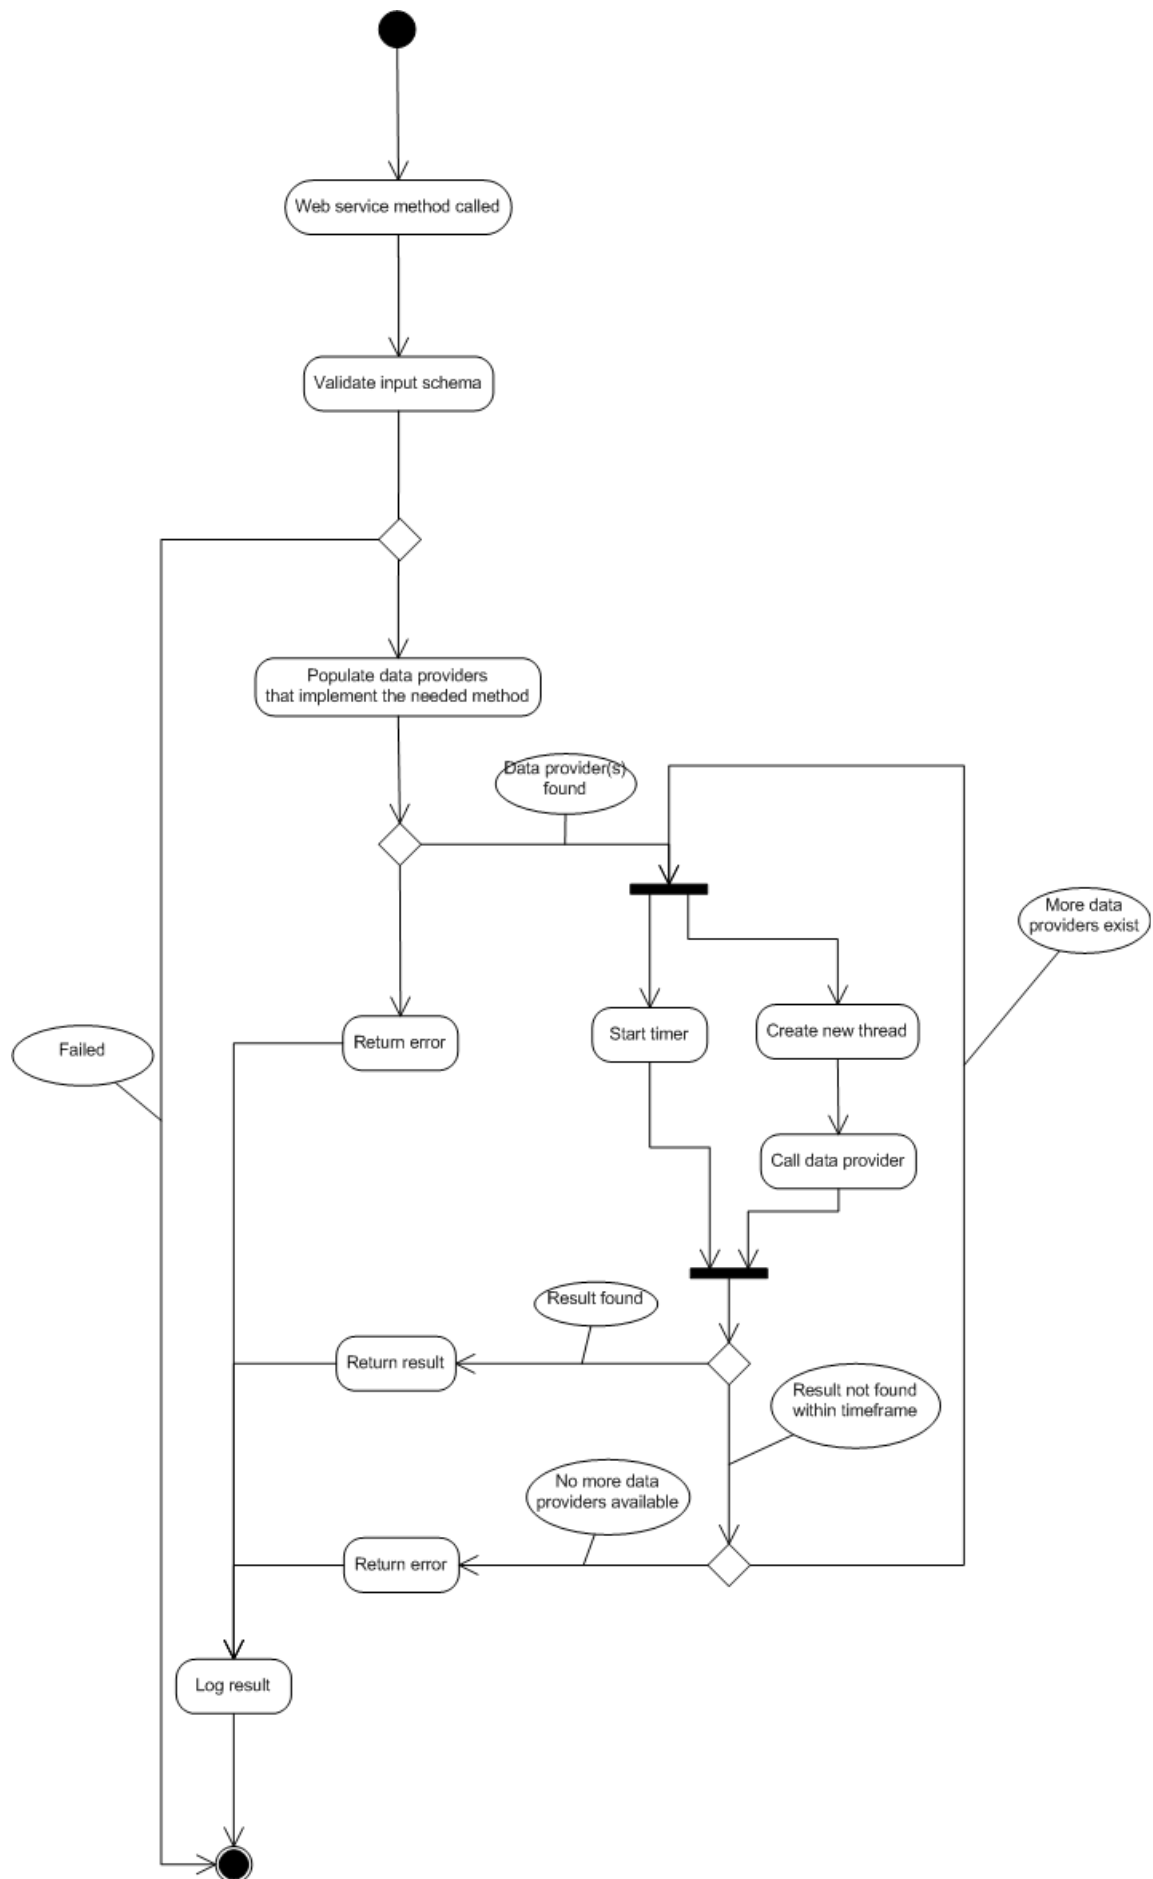 Web service method called
Validate input schema
Populate data providers
that implement the needed method
Data provider(s)
found
More data
providers exist
Failed
Return error
Start timer
Create new thread
Call data provider
Result found
Return result
Result not found
within timeframe
No more data
providers available
Return error
Log result